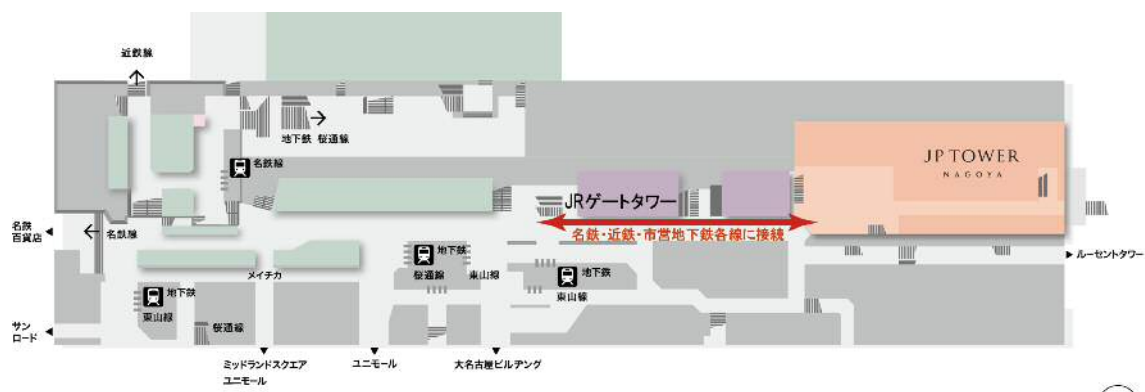 近鉄線
地下鉄 桜通線
名鉄線
JP TOWER
NAGOYA
JRゲートタワー
名鉄・近鉄・市営地下鉄各線に接続
名鉄
百貨店
名鉄線
地下鉄
桜通線
東山線
地下鉄
東山線
ルーセントタワー
メイチカ
地下鉄
東山線
桜通線
サン
ロード
ミッドランドスクエア
ユニモール
ユニモール
大名古屋ビルヂング